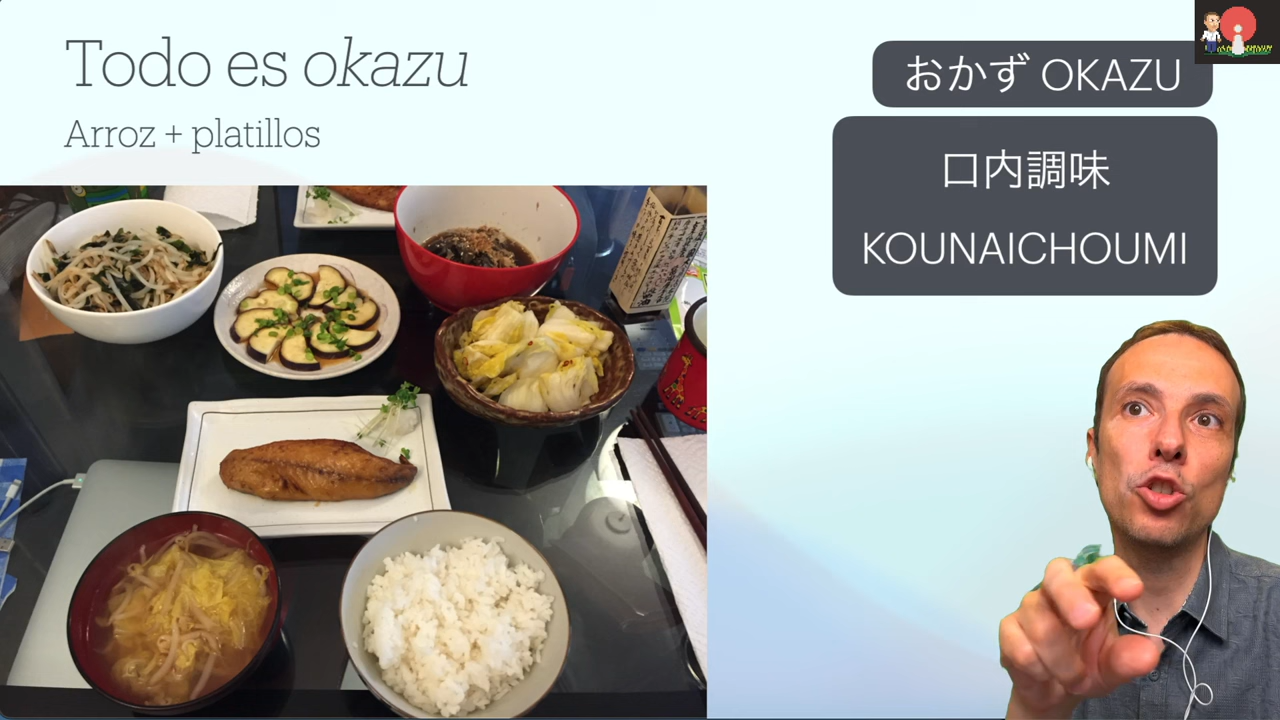 Todo es okazu
Arroz + platillos
おかず OKAZU
口内調味
KOUNAICHOUMI